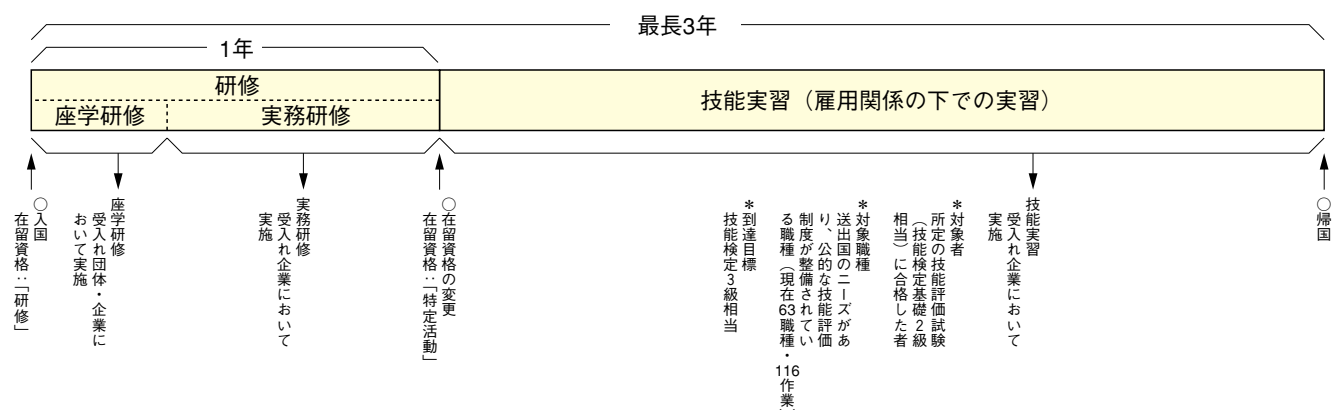 最長3年
1年
研修
座学研修
実務研修
技能実習（雇用関係の下での実習）
○入国
在留資格：「研修」
座学研修
受入れ団体・企業に
おいて実施
実務研修
受入れ企業において
実施
○在留資格の変更
在留資格：「特定活動」
＊到達目標
技能検定3級相当
＊対象職種
送出国のニーズがあ
り、公的な技能評価
制度が整備されてい
る職種（現在63職種・116作業
＊対象者
所定の技能評価試験
（技能検定基礎2級
相当）に合格した者
技能実習
受入れ企業において
実施
○帰国